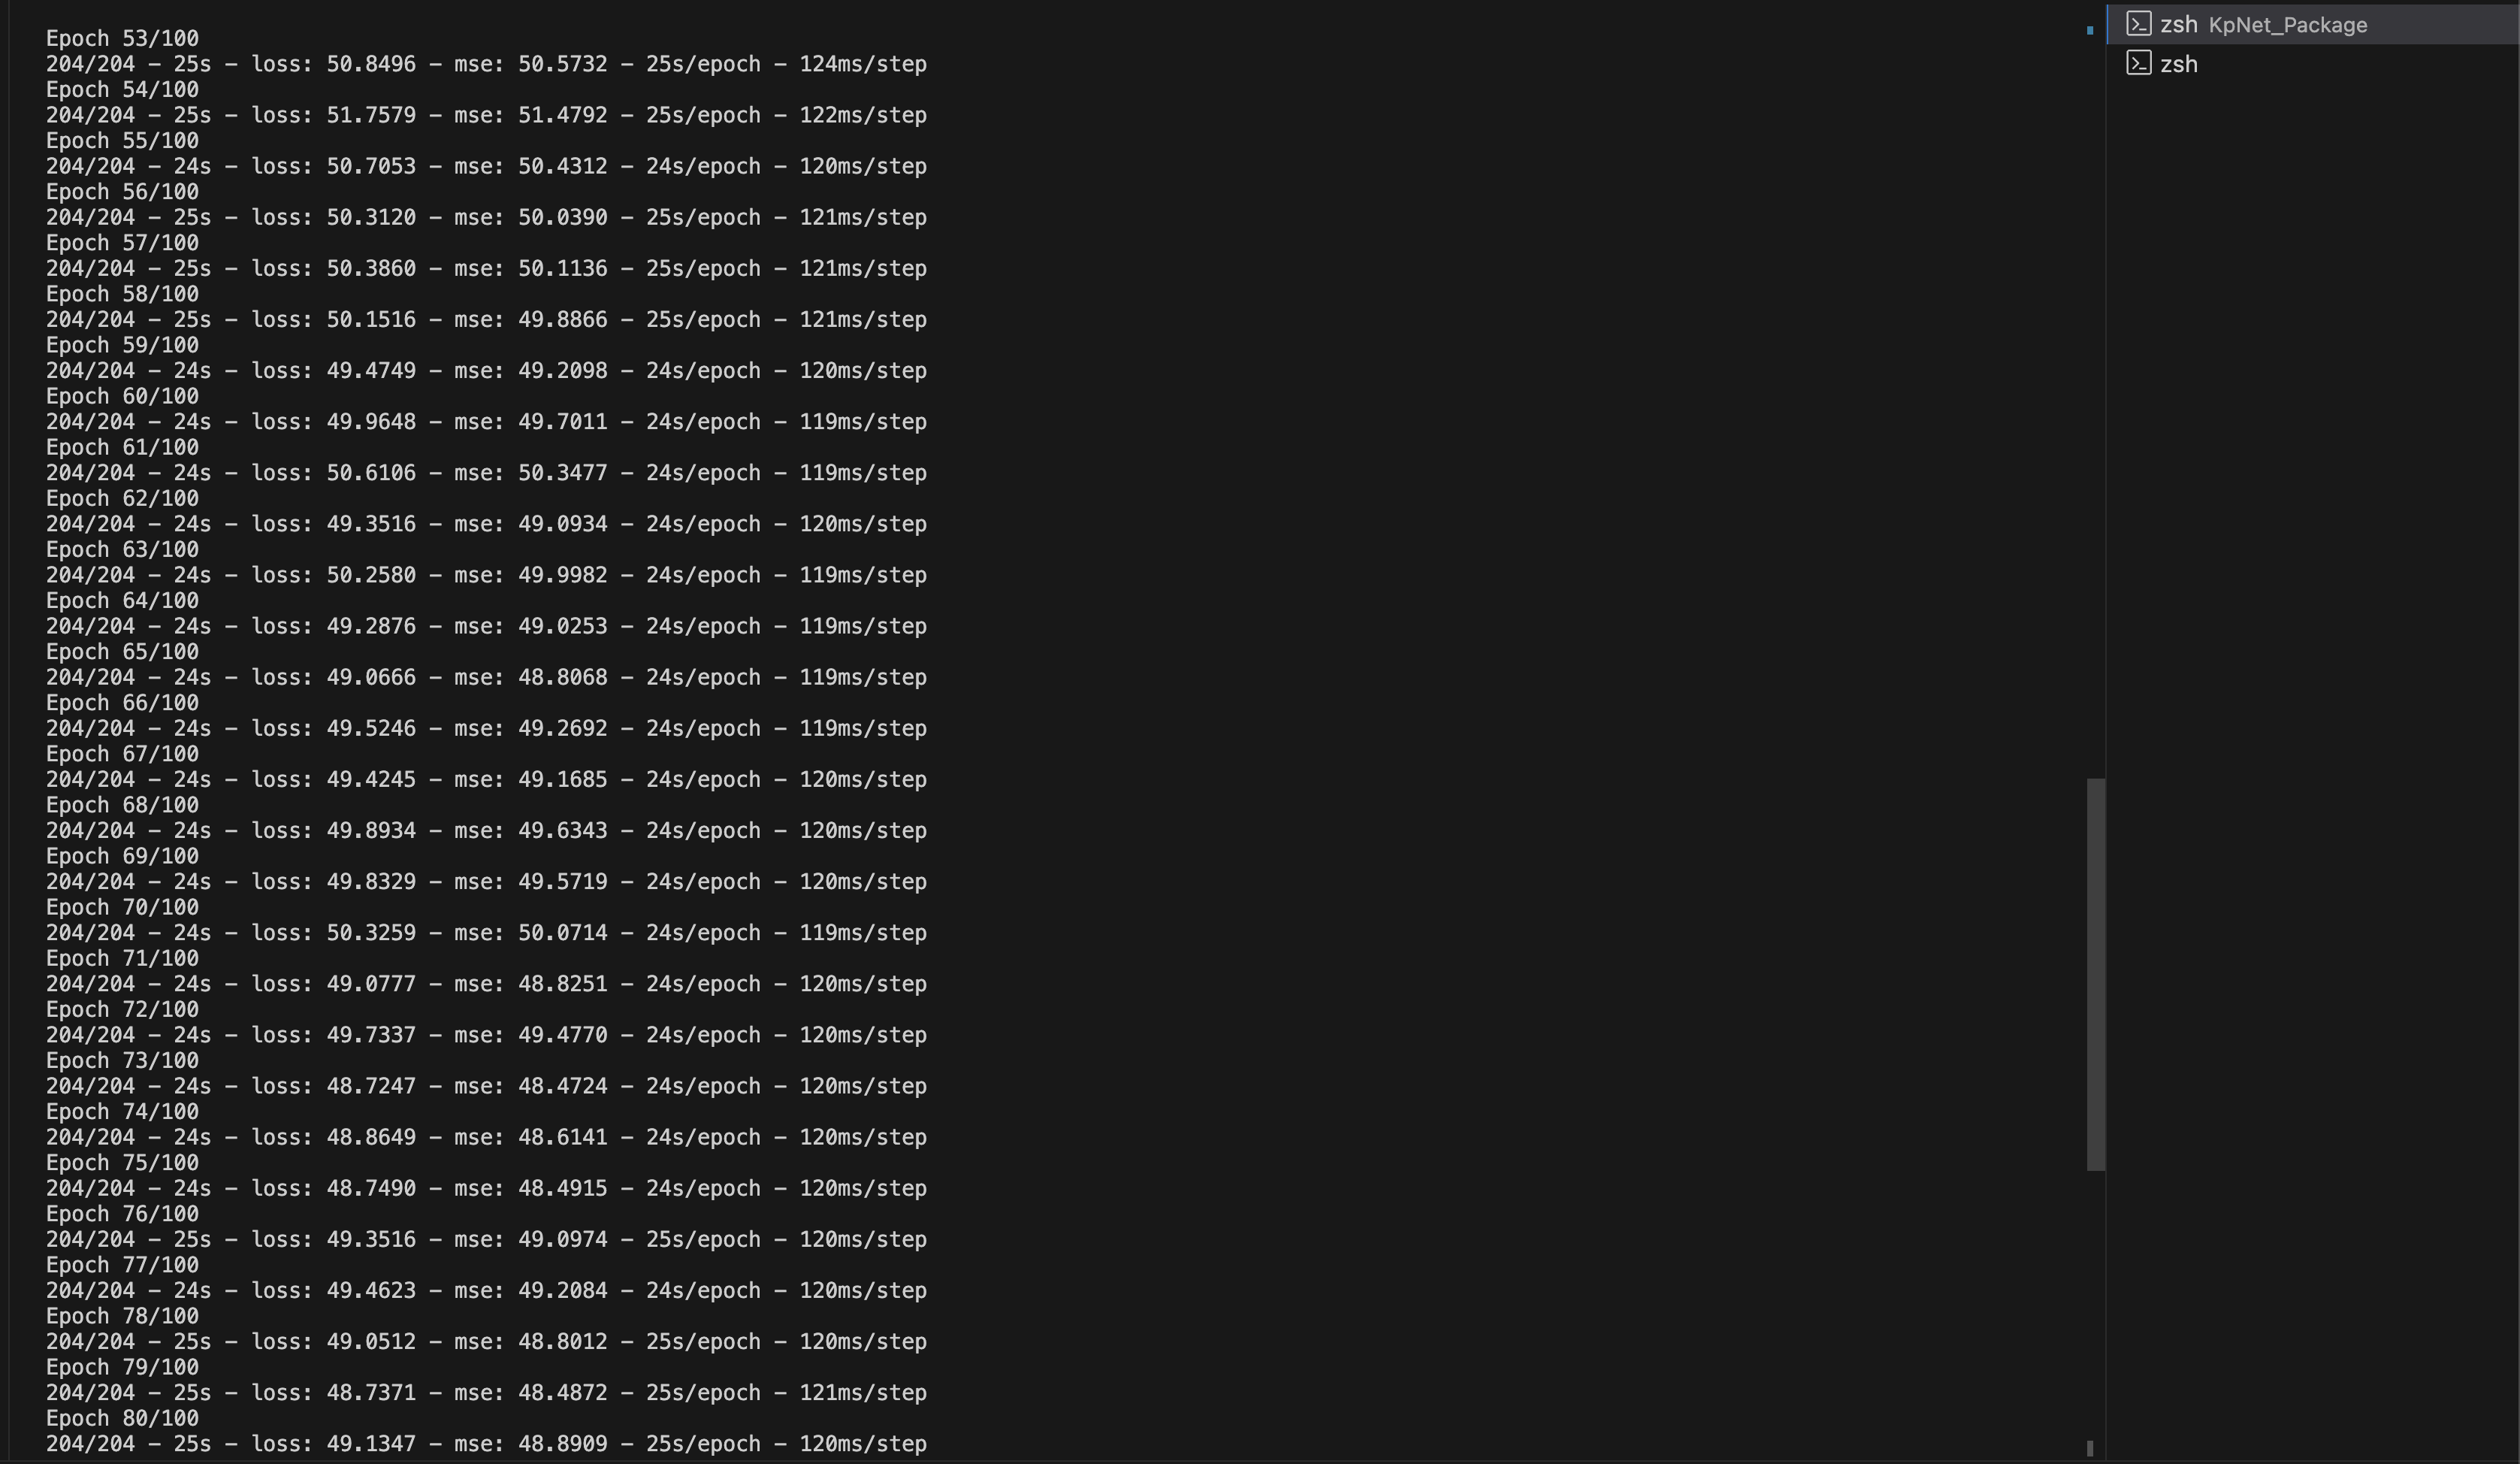 Epoch 53/100
204/204 - 25s - loss: 50.8496 - mse: 50.5732 - 25s/epoch - 124ms/step
Epoch 54/100
204/204 - 25s - loss: 51.7579 - mse: 51.4792 - 25s/epoch - 122ms/step
Epoch 55/100
204/204 - 24s - loss: 50.7053 - mse: 50.4312 - 24s/epoch - 120ms/step
Epoch 56/100
204/204 - 25s - loss: 50.3120 - mse: 50.0390 - 25s/epoch - 121ms/step
Epoch 57/100
204/204 - 25s - loss: 50.3860 - mse: 50.1136 - 25s/epoch - 121ms/step
Epoch 58/100
204/204 - 25s - loss: 50.1516 - mse: 49.8866 - 25s/epoch - 121ms/step
Epoch 59/100
204/204 - 24s - loss: 49.4749 - mse: 49.2098 - 24s/epoch - 120ms/step
Epoch 60/100
204/204 - 24s - loss: 49.9648 - mse: 49.7011 - 24s/epoch - 119ms/step
Epoch 61/100
204/204 - 24s - loss: 50.6106 - mse: 50.3477 - 24s/epoch - 119ms/step
Epoch 62/100
204/204 - 24s - loss: 49.3516 - mse: 49.0934 - 24s/epoch - 120ms/step
Epoch 63/100
204/204 - 24s - loss: 50.2580 - mse: 49.9982 - 24s/epoch - 119ms/step
Epoch 64/100
204/204 - 24s - loss: 49.2876 - mse: 49.0253 - 24s/epoch - 119ms/step
Epoch 65/100
204/204 - 24s - loss: 49.0666 - mse: 48.8068 - 24s/epoch - 119ms/step
Epoch 66/100
204/204 - 24s - loss: 49.5246 - mse: 49.2692 - 24s/epoch - 119ms/step
Epoch 67/100
204/204 - 24s - loss: 49.4245 - mse: 49.1685 - 24s/epoch - 120ms/step
Epoch 68/100
204/204 - 24s - loss: 49.8934 - mse: 49.6343 - 24s/epoch - 120ms/step
Epoch 69/100
204/204 - 24s - loss: 49.8329 - mse: 49.5719 - 24s/epoch - 120ms/step
Epoch 70/100
204/204 - 24s - loss: 50.3259 - mse: 50.0714 - 24s/epoch - 119ms/step
Epoch 71/100
204/204 - 24s - loss: 49.0777 - mse: 48.8251 - 24s/epoch - 120ms/step
Epoch 72/100
204/204 - 24s - loss: 49.7337 - mse: 49.4770 - 24s/epoch - 120ms/step
Epoch 73/100
204/204 - 24s - loss: 48.7247 - mse: 48.4724 - 24s/epoch - 120ms/step
Epoch 74/100
204/204 - 24s - loss: 48.8649 - mse: 48.6141 - 24s/epoch - 120ms/step
Epoch 75/100
204/204 - 24s - loss: 48.7490 - mse: 48.4915 - 24s/epoch - 120ms/step
Epoch 76/100
204/204 - 25s - loss: 49.3516 - mse: 49.0974 - 25s/epoch - 120ms/step
Epoch 77/100
204/204 - 24s - loss: 49.4623 - mse: 49.2084 - 24s/epoch - 120ms/step
Epoch 78/100
204/204 - 25s - loss: 49.0512 - mse: 48.8012 - 25s/epoch - 120ms/step
Epoch 79/100
204/204 - 25s - loss: 48.7371 - mse: 48.4872 - 25s/epoch - 121ms/step
Epoch 80/100
204/204 - 25s - loss: 49.1347 - mse: 48.8909 - 25s/epoch - 120ms/step
zsh KpNet_Package
zsh